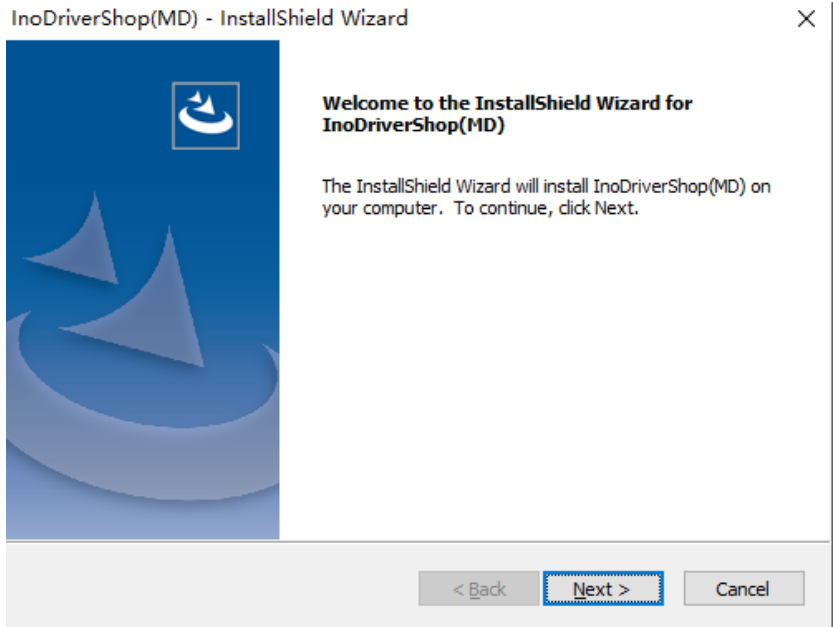 InoDriverShop(MD) - InstallShield Wizard
Welcome to the InstallShield Wizard for
InoDriverShop(MD)
The InstallShield Wizard will install InoDriverShop(MD) on
your computer.  To continue, click Next.
< Back
Next >
Cancel